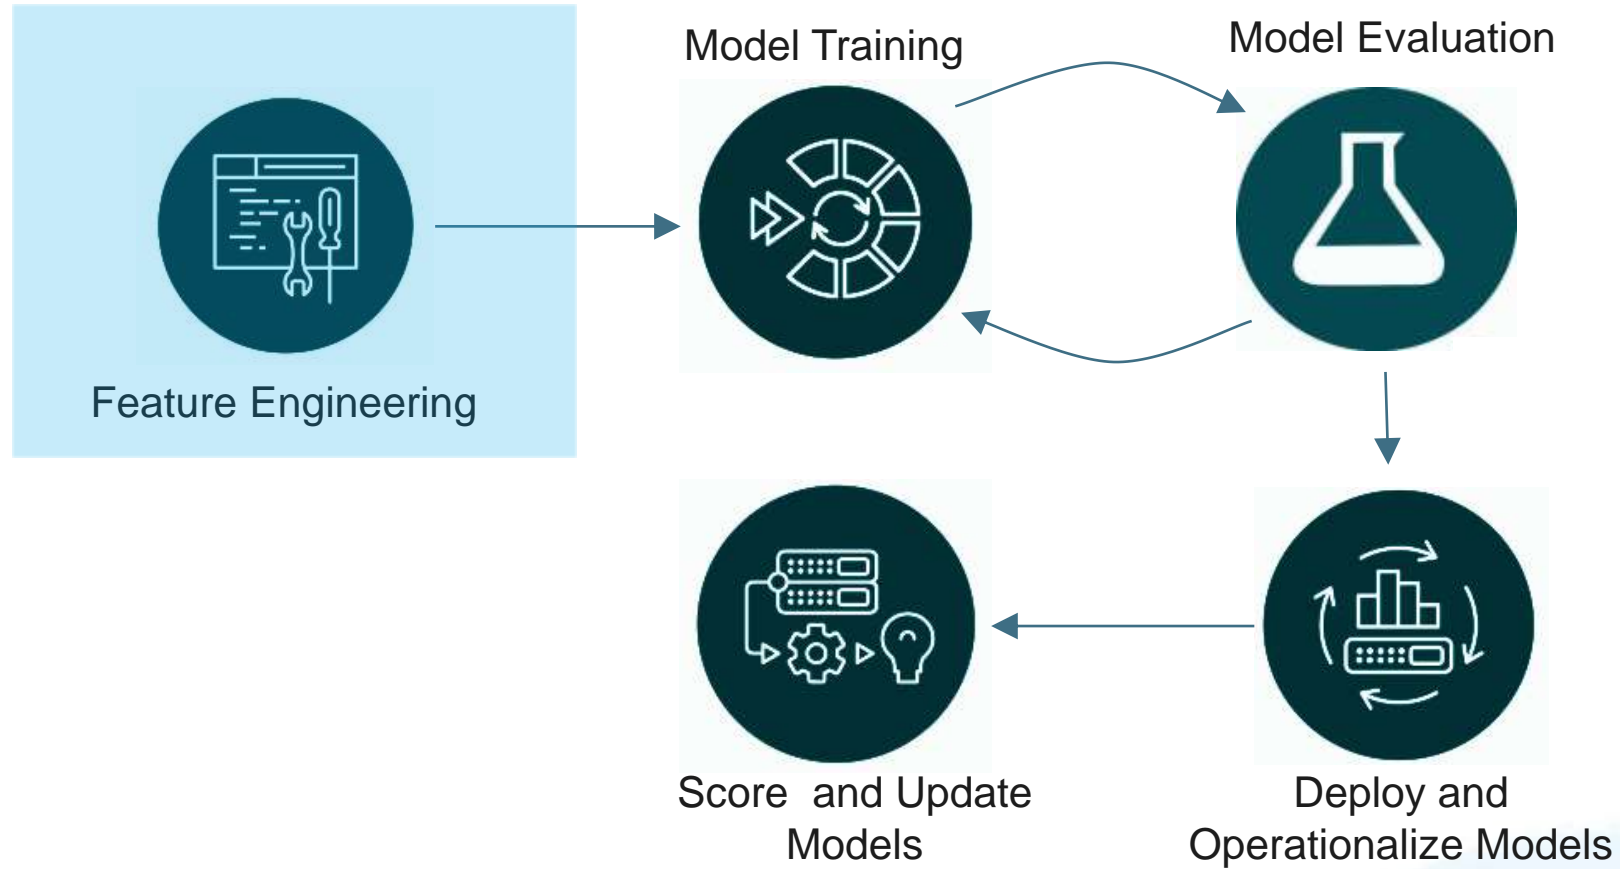 Model Training
Model Evaluation
Feature Engineering
Score and Update
Models
Deploy and
Operationalize Models